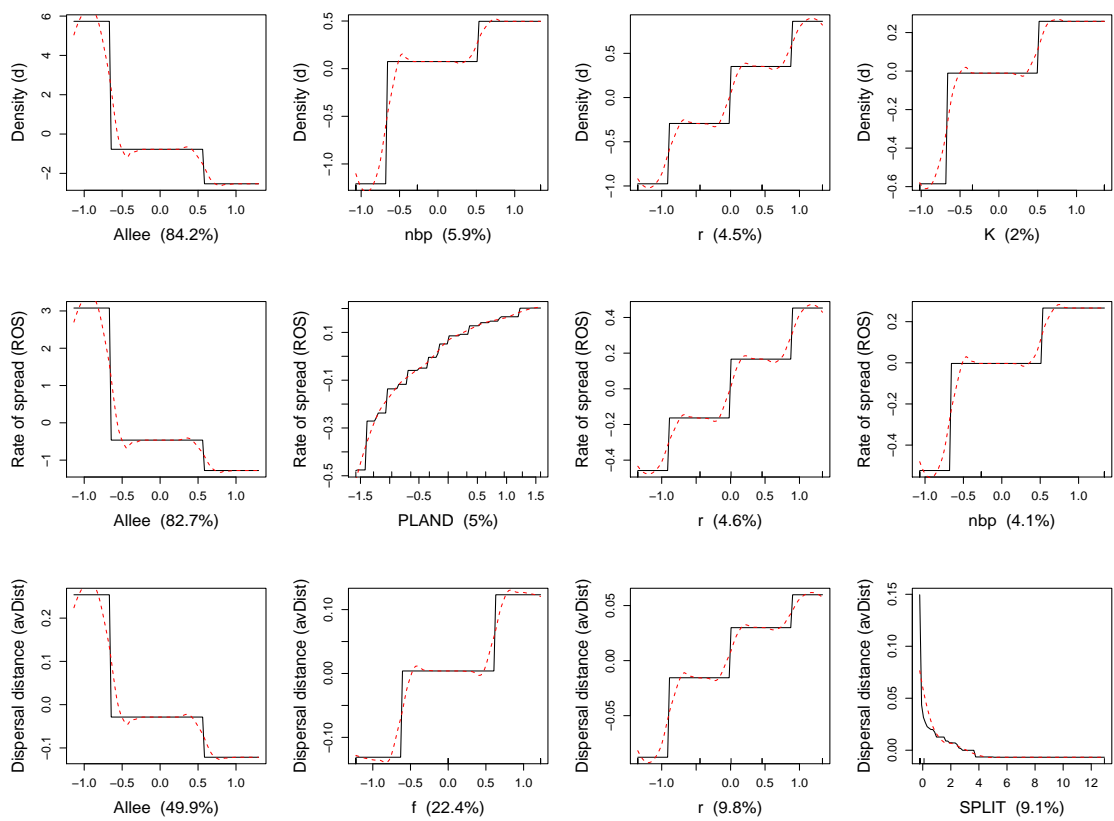 Density (d)
6
4
2
0
−2
−1.0 −0.5 0.0 0.5 1.0
Allee (84.2%)
Density (d)
0.5
0.0
−0.5
−1.0
−1.0 −0.5 0.0 0.5 1.0
nbp (5.9%)
Density (d)
0.5
0.0
−0.5
−1.0
−1.0 0.0 0.5 1.0
r (4.5%)
Density (d)
0.2
0.0
−0.2
−0.4
−0.6
−1.0 −0.5 0.0 0.5 1.0
K (2%)
Rate of spread (ROS)
3
2
1
0
−1
−1.0 −0.5 0.0 0.5 1.0
Allee (82.7%)
Rate of spread (ROS)
0.1
−0.1
−0.3
−0.5
−1.5 −0.5 0.5 1.0 1.5
PLAND (5%)
Rate of spread (ROS)
0.4
0.2
0.0
−0.2
−0.4
−1.0 0.0 0.5 1.0
r (4.6%)
Rate of spread (ROS)
0.2
0.0
−0.2
−0.4
−1.0 0.0 0.5 1.0
nbp (4.1%)
Dispersal distance (avDist)
0.2
0.0
−0.1
−1.0 −0.5 0.0 0.5 1.0
Allee (49.9%)
Dispersal distance (avDist)
0.10
0.00
−0.10
−1.0 0.0 0.5 1.0
f (22.4%)
Dispersal distance (avDist)
0.05
0.00
−0.05
−1.0 0.0 0.5 1.0
r (9.8%)
Dispersal distance (avDist)
0.15
0.10
0.05
0.00
0 2 4 6 8 12
SPLIT (9.1%)